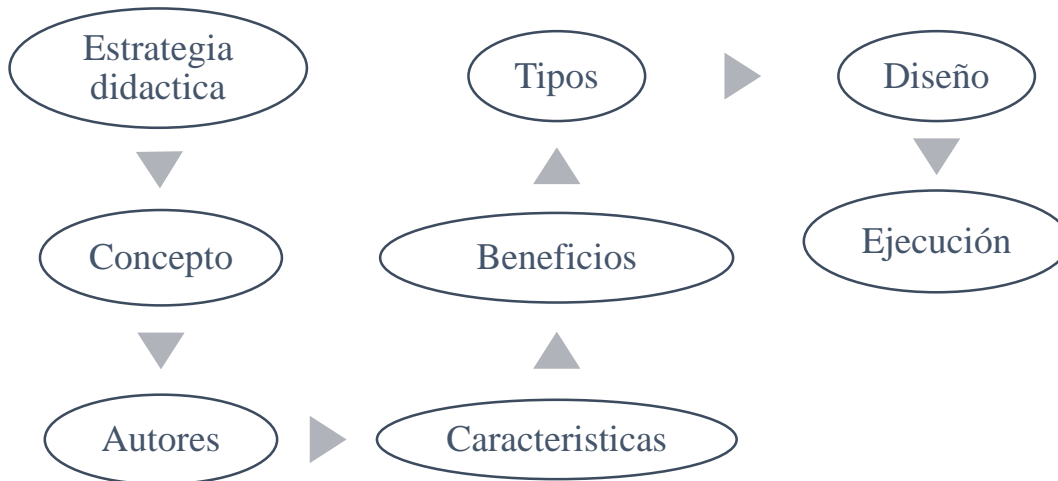 Estrategia
didactica
Concepto
Autores
Caracteristicas
Beneficios
Tipos
Diseño
Ejecución